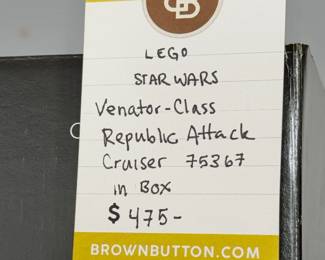 LEGO
STAR WARS
Venator-Class
Republic Attack
Cruiser 75367
in Box
$475-
BROWNBUTTON.COM